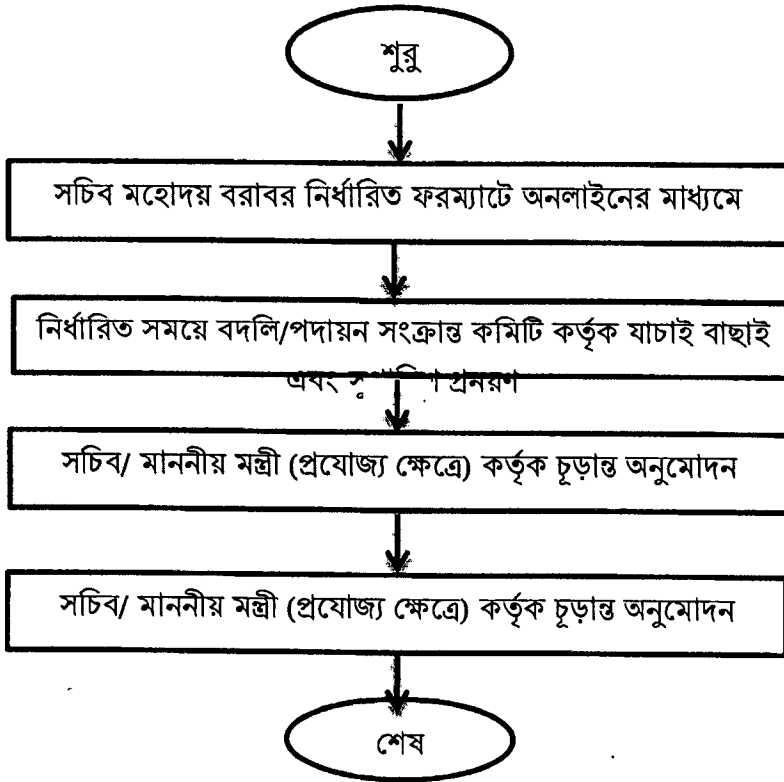 শুরু
সচিব মহোদয় বরাবর নির্ধারিত ফরম্যাটে অনলাইনের মাধ্যমে
নির্ধারিত সময়ে বদলি/পদায়ন সংক্রান্ত কমিটি কর্তৃক যাচাই বাছাই
এবং
সচিব/ মাননীয় মন্ত্রী (প্রযোজ্য ক্ষেত্রে) কর্তৃক চূড়ান্ত অনুমোদন
সচিব/ মাননীয় মন্ত্রী (প্রযোজ্য ক্ষেত্রে) কর্তৃক চূড়ান্ত অনুমোদন
শেষ